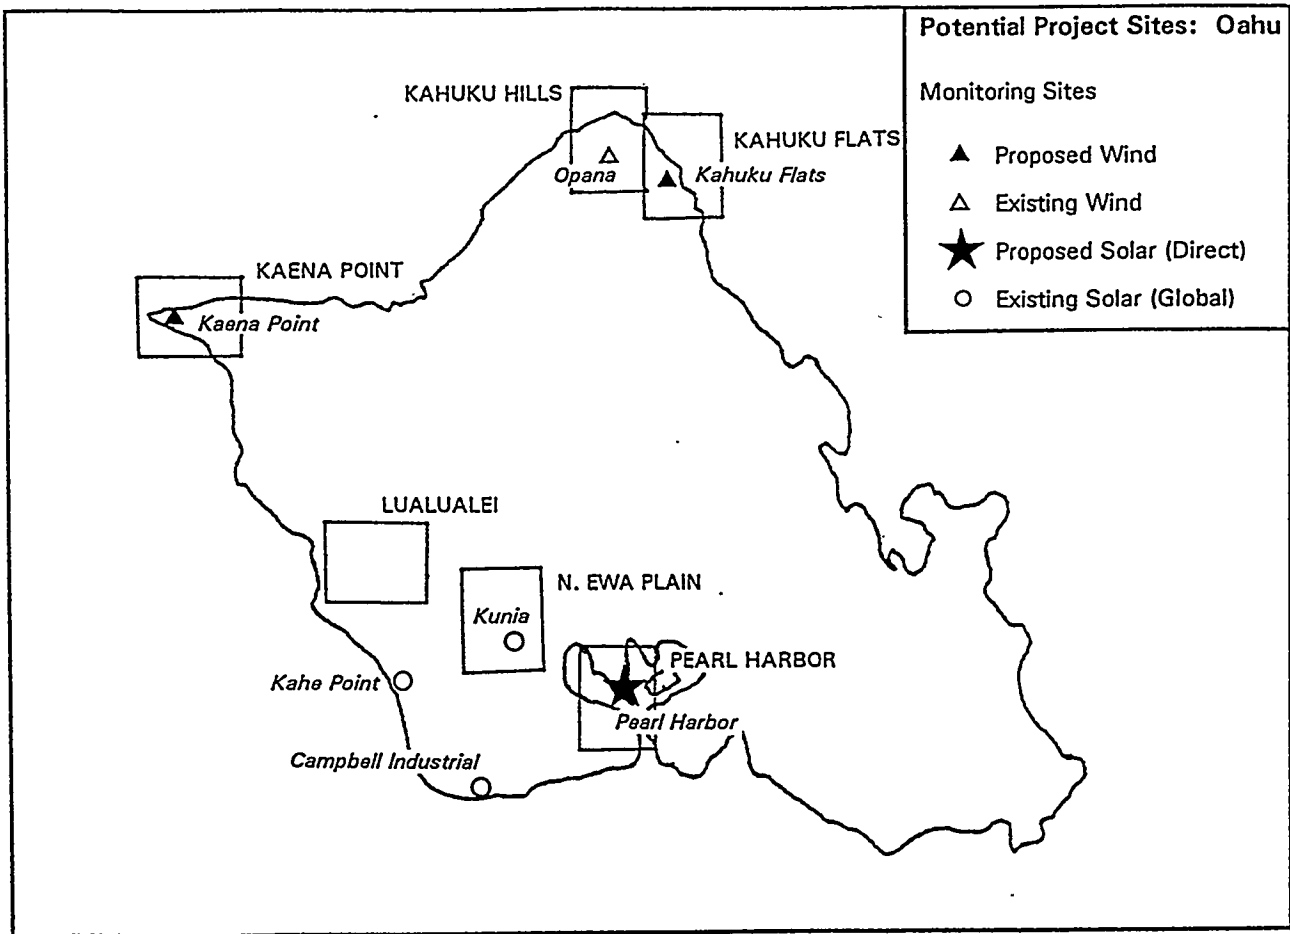 Potential Project Sites: Oahu
Monitoring Sites
Proposed Wind
Existing Wind
Proposed Solar (Direct)
Existing Solar (Global)
KAHUKU HILLS
KAHUKU FLATS
Opana
Kahuku Flats
KAENA POINT
Kaena Point
LUALUALEI
N. EWA PLAIN
Kunia
PEARL HARBOR
Kahe Point
Pearl Harbor
Campbell Industrial